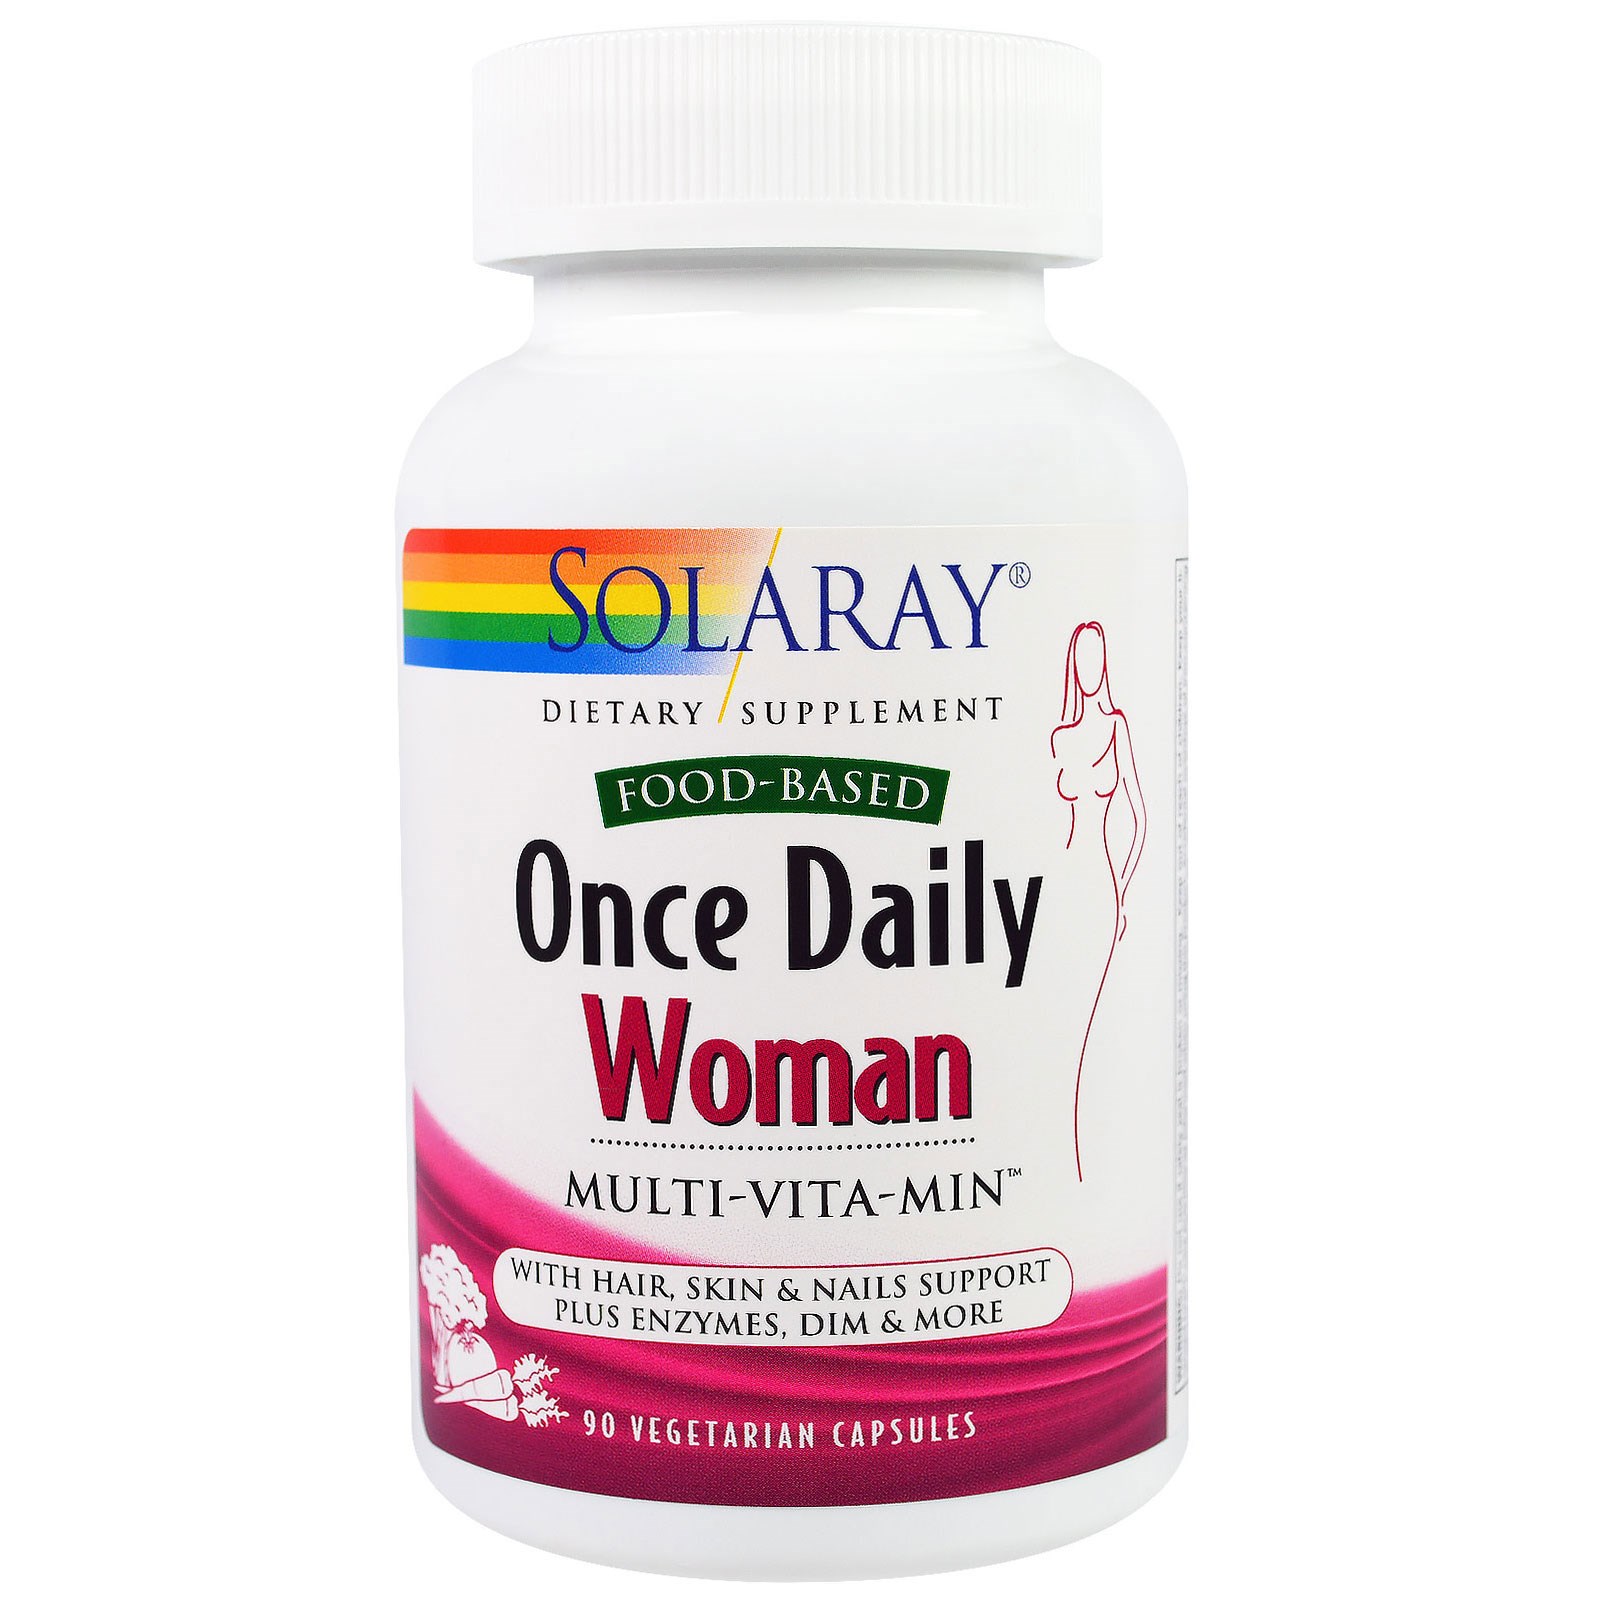 SOLARAY®
DIETARY SUPPLEMENT
FOOD-BASED
Once Daily
Woman
MULTI-VITA-MIN™
WITH HAIR, SKIN & NAILS SUPPORT
PLUS ENZYMES, DIM & MORE
90 VEGETARIAN CAPSULES
WARNING: